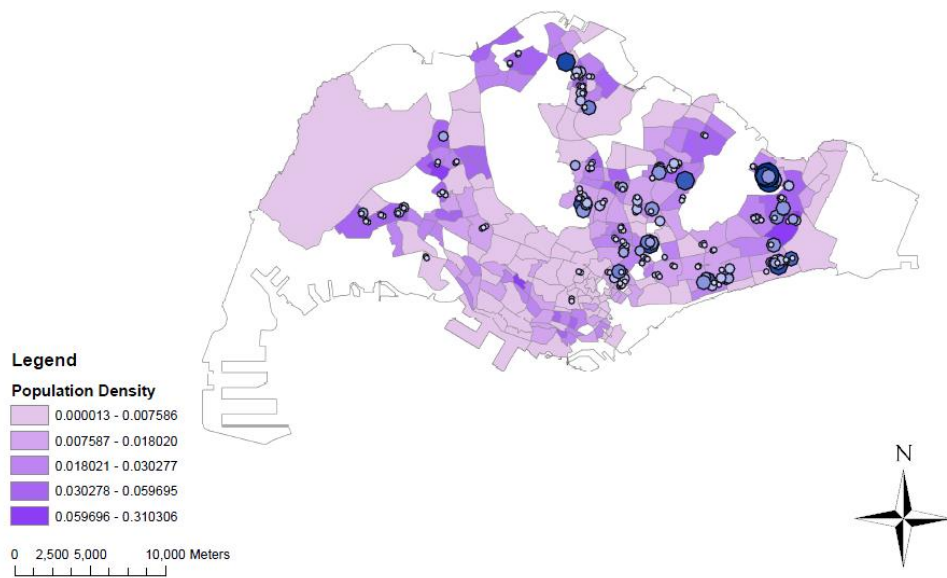 Legend
Population Density
0.000013 - 0.007586
0.007587 - 0.018020
0.018021 - 0.030277
0.030278 - 0.059695
0.059696 - 0.310306
0 2,500 5,000 10,000 Meters
N